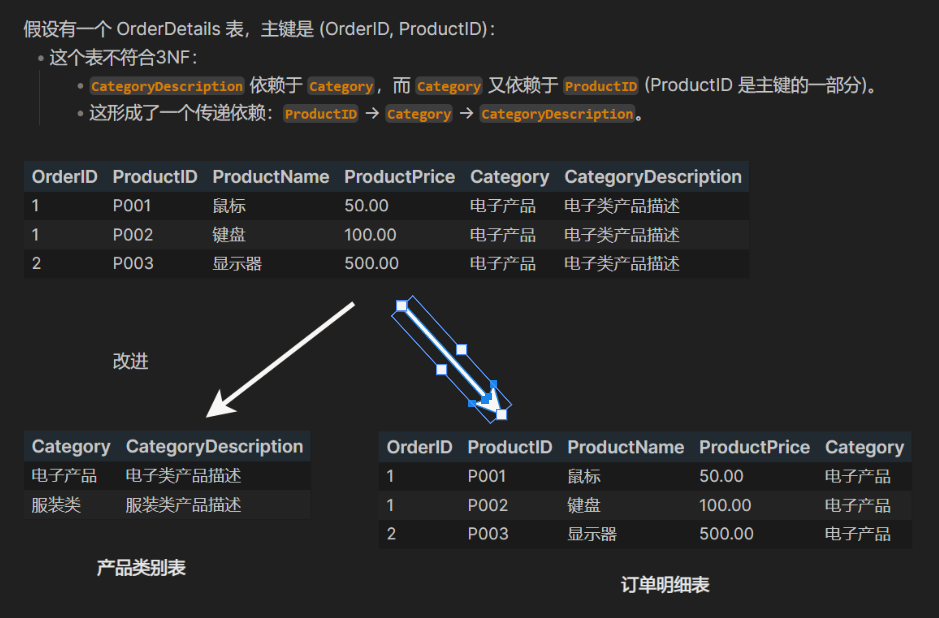 假设有一个 OrderDetails 表，主键是 (OrderID, ProductID)：
这个表不符合3NF：
CategoryDescription 依赖于 Category，而 Category 又依赖于 ProductID (ProductID 是主键的一部分)。
这形成了一个传递依赖：ProductID → Category → CategoryDescription。
OrderID ProductID ProductName ProductPrice Category CategoryDescription
1 P001 鼠标 50.00 电子产品 电子类产品描述
1 P002 键盘 100.00 电子产品 电子类产品描述
2 P003 显示器 500.00 电子产品 电子类产品描述
改进
Category CategoryDescription
电子产品 电子类产品描述
服装类 服装类产品描述
产品类别表
OrderID ProductID ProductName ProductPrice Category
1 P001 鼠标 50.00 电子产品
1 P002 键盘 100.00 电子产品
2 P003 显示器 500.00 电子产品
订单明细表